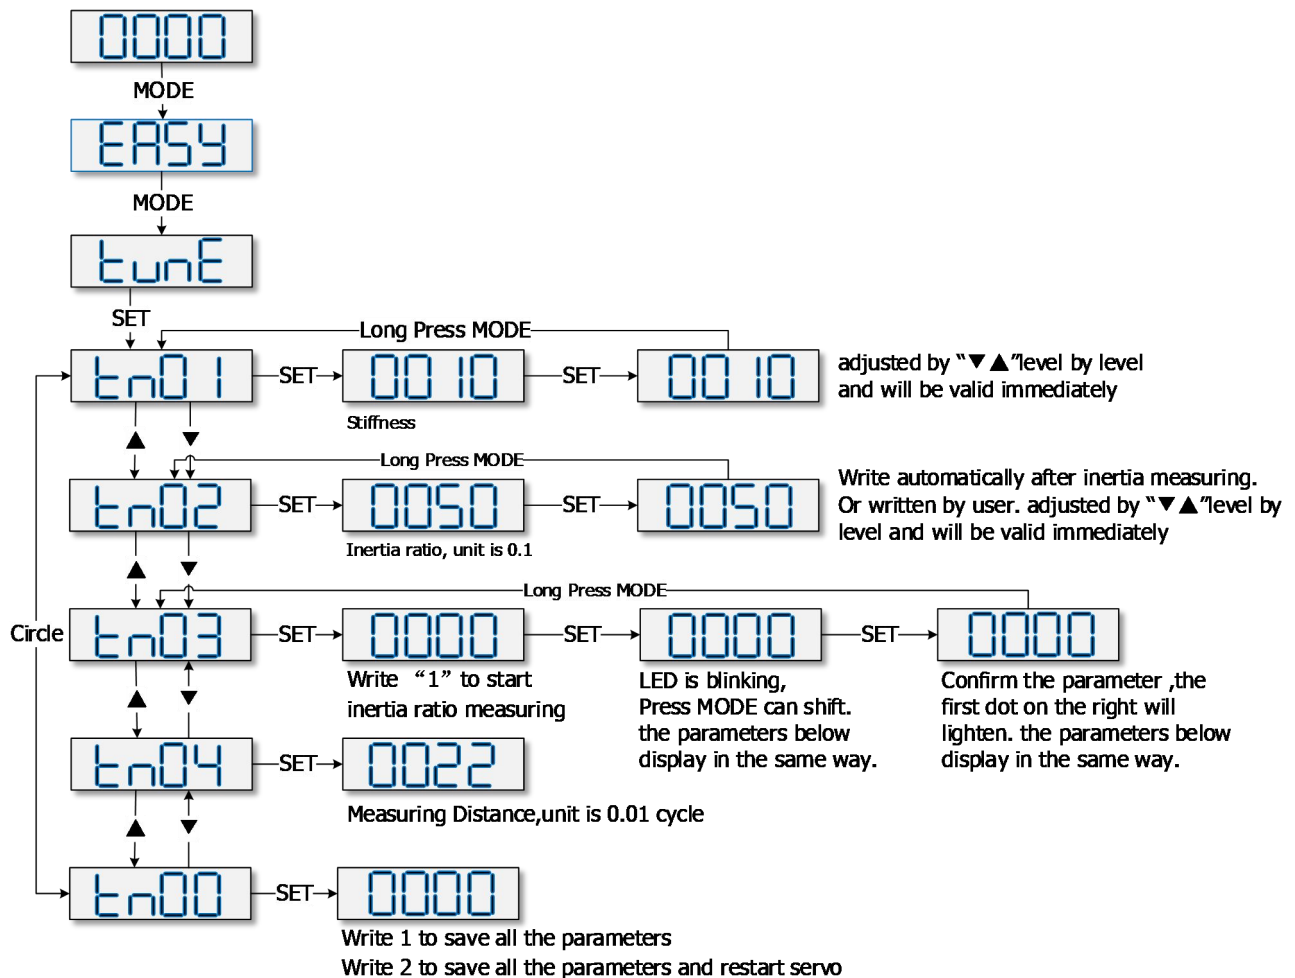 0000
MODE
EASY
MODE
tunE
SET
Long Press MODE
tn01
SET
0010
SET
0010
adjusted by “▼▲”level by level
and will be valid immediately
Stiffness
▲ ▼
Long Press MODE
tn02
SET
0050
SET
0050
Write automatically after inertia measuring.
Or written by user. adjusted by “▼▲”level by
level and will be valid immediately
Inertia ratio, unit is 0.1
▲ ▼
Long Press MODE
Circle
tn03
SET
0000
SET
0000
SET
0000
Write “1” to start
inertia ratio measuring
LED is blinking,
Press MODE can shift.
the parameters below
display in the same way.
Confirm the parameter ,the
first dot on the right will
lighten. the parameters below
display in the same way.
▲ ▼
tn04
SET
0022
Measuring Distance,unit is 0.01 cycle
▲ ▼
tn00
SET
0000
Write 1 to save all the parameters
Write 2 to save all the parameters and restart servo